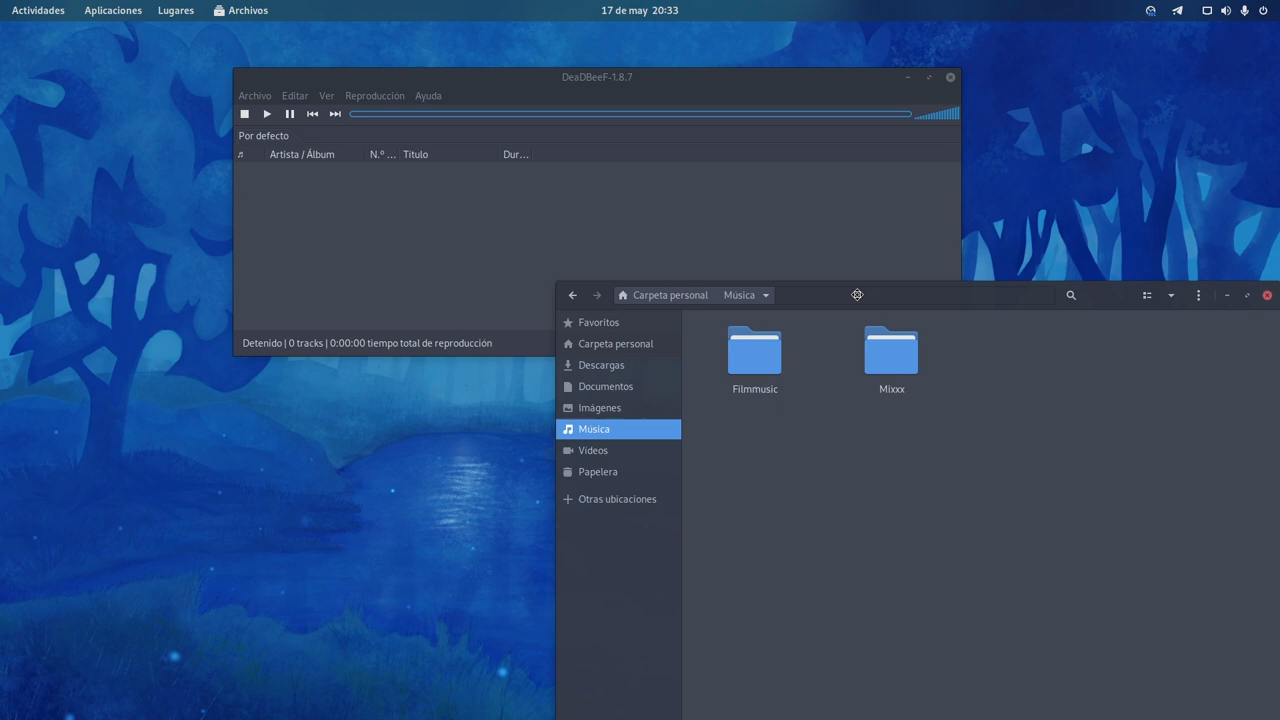 Actividades Aplicaciones Lugares Archivos 17 de may 20:33
DeaDBeeF-1.8.7
Archivo Editar Ver Reproducción Ayuda
Por defecto
Artista / Álbum N.º ... Título Dur...
Detenido | 0 tracks | 0:00:00 tiempo total de reproducción
Carpeta personal Música
Favoritos
Carpeta personal
Descargas
Documentos
Imágenes
Música
Vídeos
Papelera
Otras ubicaciones
Filmmusic Mixxx